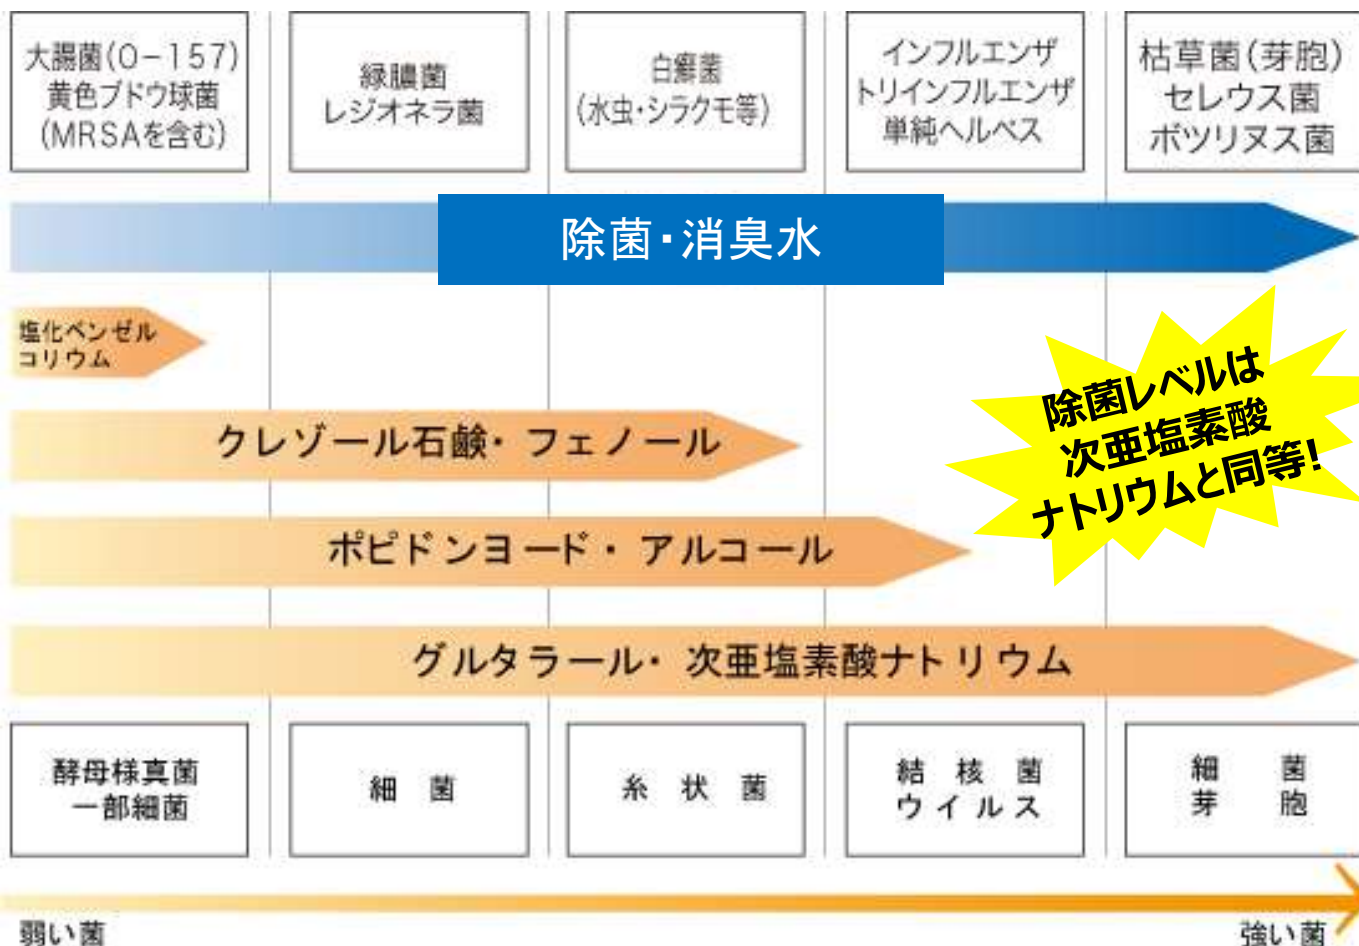 大腸菌(O-157)
黄色ブドウ球菌
(MRSAを含む)
緑膿菌
レジオネラ菌
白癬菌
(水虫・シラクモ等)
インフルエンザ
トリインフルエンザ
単純ヘルペス
枯草菌(芽胞)
セレウス菌
ボツリヌス菌
除菌・消臭水
塩化ベンゼル
コリウム
除菌レベルは
次亜塩素酸
ナトリウムと同等!
クレゾール石鹸・フェノール
ポピドンヨード・アルコール
グルタラール・次亜塩素酸ナトリウム
酵母様真菌
一部細菌
細菌
糸状菌
結核菌
ウイルス
細菌
芽胞
弱い菌
強い菌